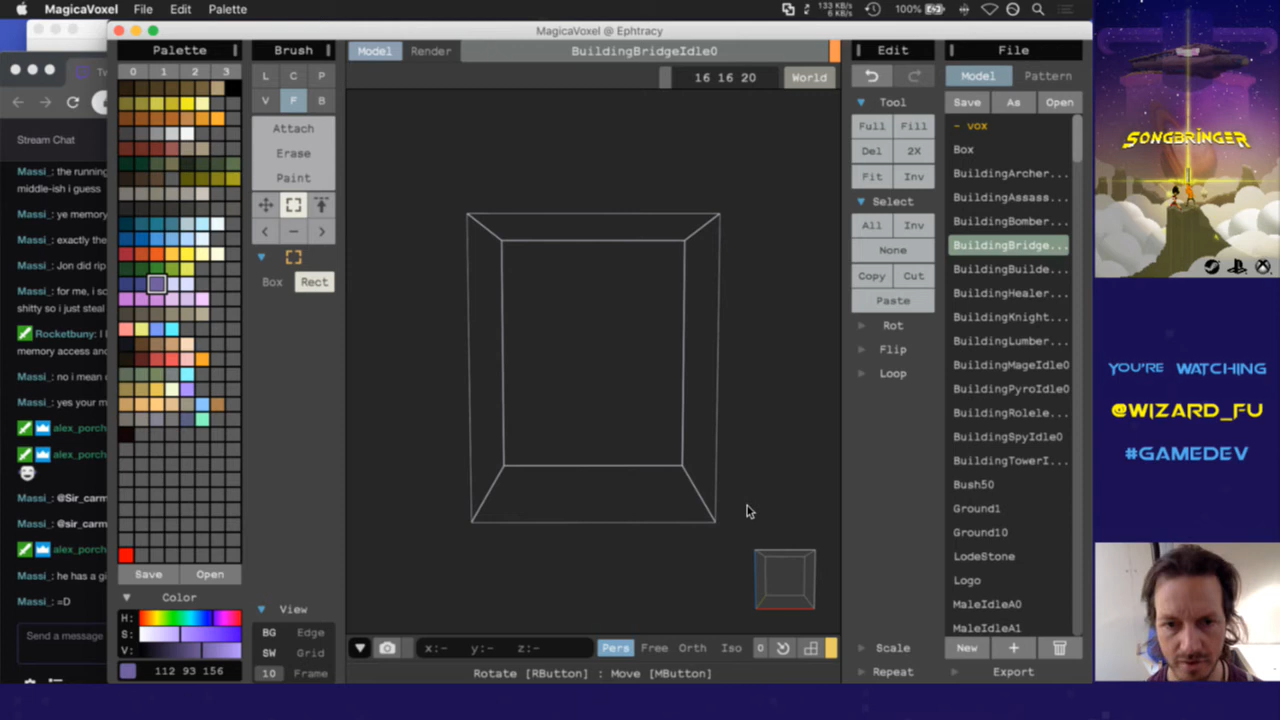 MagicaVoxel File Edit Palette
133 KB/s
6 KB/s
100%
MagicaVoxel @ Ephtracy
Palette
0 1 2 3
Save Open
Color
H:
S:
V:
112 93 156
Brush
L C P
V F B
Attach
Erase
Paint
Box Rect
View
BG Edge
SW Grid
10 Frame
Model Render BuildingBridgeIdle0
16 16 20 World
x:- y:- z:- Pers Free Orth Iso 0
Rotate [RButton] : Move [MButton]
Edit
Tool
Full Fill
Del 2X
Fit Inv
Select
All Inv
None
Copy Cut
Paste
Rot
Flip
Loop
Scale
Repeat
File
Model Pattern
Save As Open
- vox
Box
BuildingArcher...
BuildingAssass...
BuildingBomber...
BuildingBridge...
BuildingBuilde...
BuildingHealer...
BuildingKnight...
BuildingLumber...
BuildingMageIdle0
BuildingPyroIdle0
BuildingRolele...
BuildingSpyIdle0
BuildingTowerI...
Bush50
Ground1
Ground10
LodeStone
Logo
MaleIdleA0
MaleIdleA1
New +
Export
Stream Chat
Massi_: the running
middle-ish i guess
Massi_: ye memory
Massi_: exactly the
Massi_: Jon did rip
Massi_: for me, i so
shitty so i just steal
Rocketbuny: I l
memory access and
Massi_: no i mean
Massi_: yes your m
alex_porch
alex_porch
Massi_: @Sir_carm
Massi_: @sir_carm
alex_porch
Massi_: he has a gi
Massi_: =D
Send a message
SONGBRINGER
YOU'RE WATCHING
@WIZARD_FU
#GAMEDEV